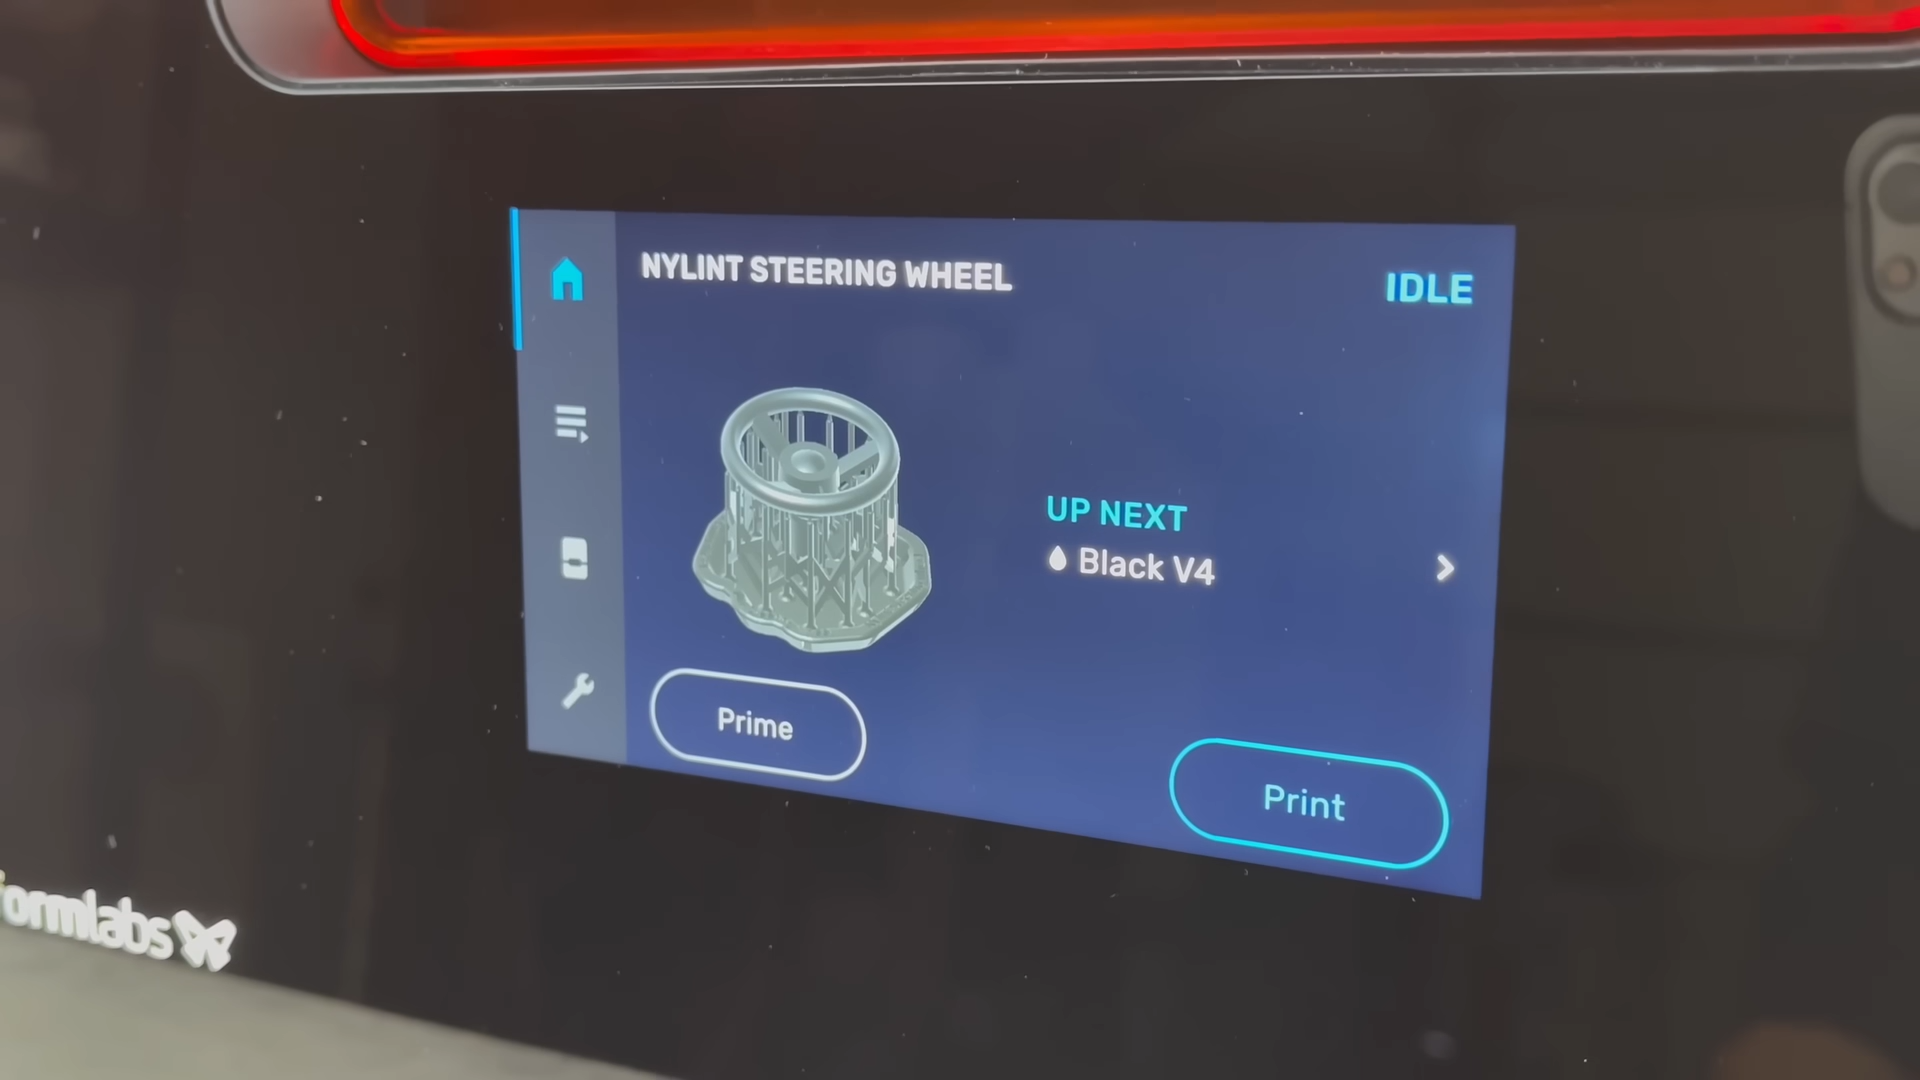 NYLINT STEERING WHEEL
IDLE
UP NEXT
Black V4
Prime
Print
formlabs